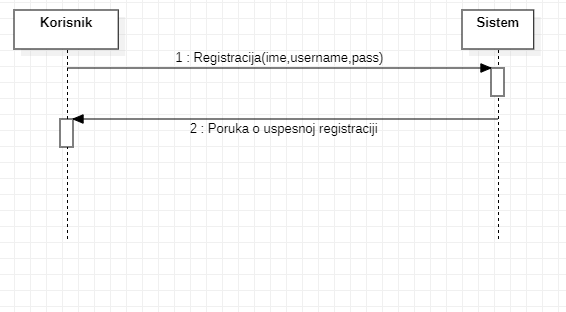 Korisnik
Sistem
1 : Registracija(ime,username,pass)
2 : Poruka o uspesnoj registraciji